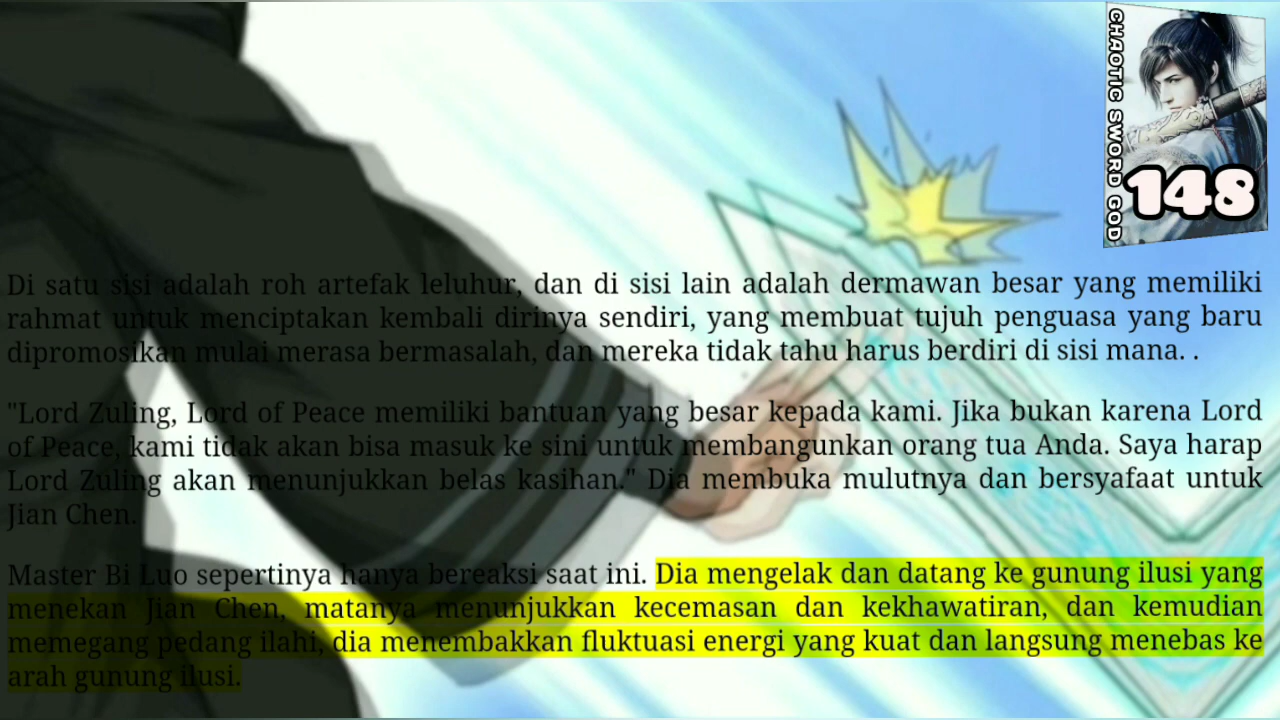 CHAOTIC SWORD GOD
148
Di satu sisi adalah roh artefak leluhur, dan di sisi lain adalah dermawan besar yang memiliki
rahmat untuk menciptakan kembali dirinya sendiri, yang membuat tujuh penguasa yang baru
dipromosikan mulai merasa bermasalah, dan mereka tidak tahu harus berdiri di sisi mana. .
"Lord Zuling, Lord of Peace memiliki bantuan yang besar kepada kami. Jika bukan karena Lord
of Peace, kami tidak akan bisa masuk ke sini untuk membangunkan orang tua Anda. Saya harap
Lord Zuling akan menunjukkan belas kasihan." Dia membuka mulutnya dan bersyafaat untuk
Jian Chen.
Master Bi Luo sepertinya hanya bereaksi saat ini. Dia mengelak dan datang ke gunung ilusi yang
menekan Jian Chen, matanya menunjukkan kecemasan dan kekhawatiran, dan kemudian
memegang pedang ilahi, dia menembakkan fluktuasi energi yang kuat dan langsung menebas ke
arah gunung ilusi.